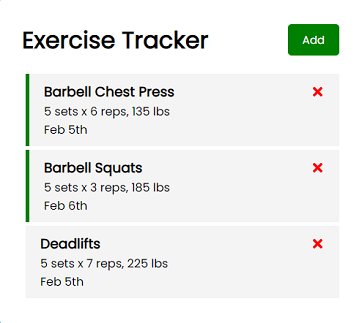 Exercise Tracker
Add
Barbell Chest Press
5 sets x 6 reps, 135 lbs
Feb 5th
Barbell Squats
5 sets x 3 reps, 185 lbs
Feb 6th
Deadlifts
5 sets x 7 reps, 225 lbs
Feb 5th